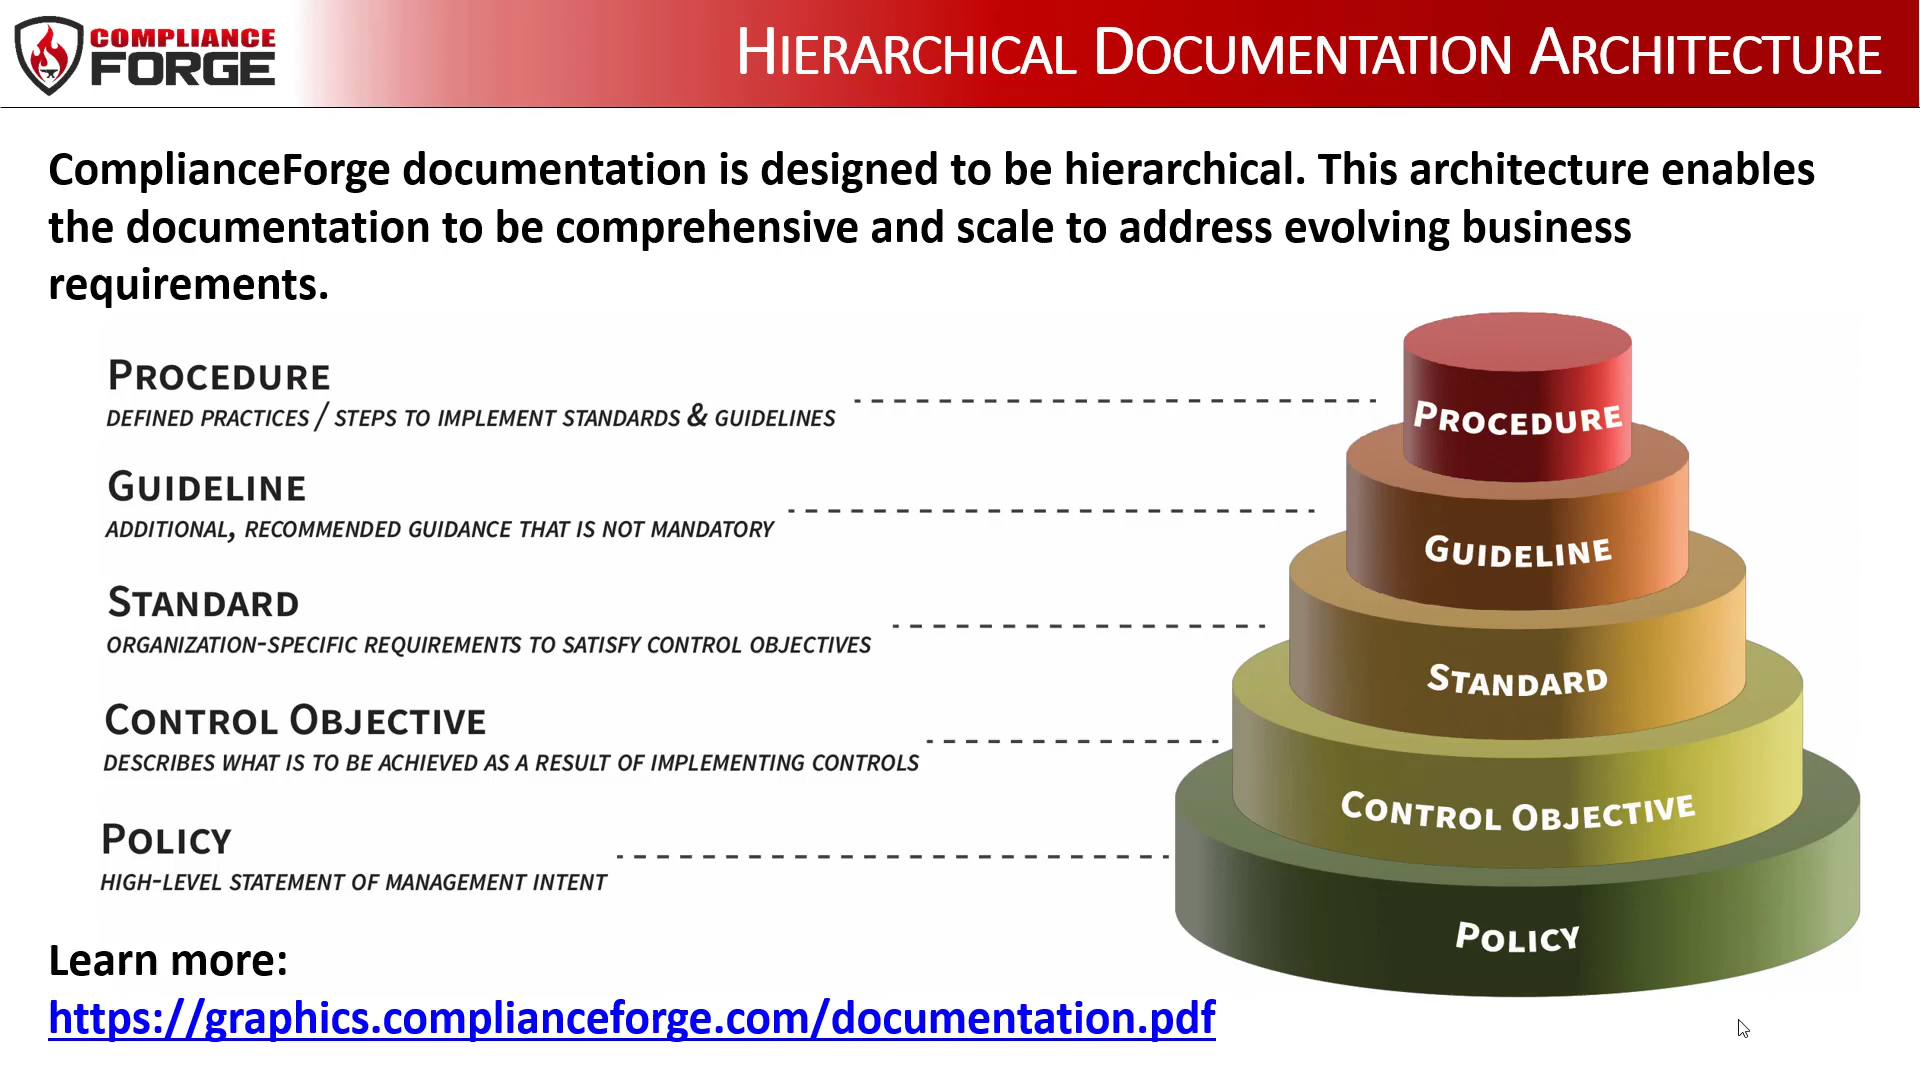 COMPLIANCE
FORGE
HIERARCHICAL DOCUMENTATION ARCHITECTURE
ComplianceForge documentation is designed to be hierarchical. This architecture enables
the documentation to be comprehensive and scale to address evolving business
requirements.
PROCEDURE
DEFINED PRACTICES / STEPS TO IMPLEMENT STANDARDS & GUIDELINES
GUIDELINE
ADDITIONAL, RECOMMENDED GUIDANCE THAT IS NOT MANDATORY
STANDARD
ORGANIZATION-SPECIFIC REQUIREMENTS TO SATISFY CONTROL OBJECTIVES
CONTROL OBJECTIVE
DESCRIBES WHAT IS TO BE ACHIEVED AS A RESULT OF IMPLEMENTING CONTROLS
POLICY
HIGH-LEVEL STATEMENT OF MANAGEMENT INTENT
PROCEDURE
GUIDELINE
STANDARD
CONTROL OBJECTIVE
POLICY
Learn more:
https://graphics.complianceforge.com/documentation.pdf